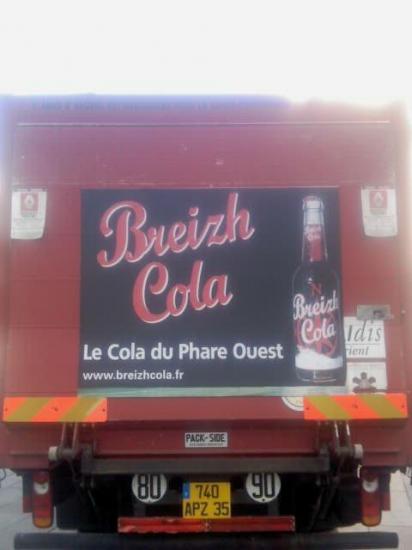 Breizh
Cola
Le Cola du Phare Ouest
www.breizhcola.fr
Breizh
Cola
PACK-SIDE
80
740
APZ 35
90